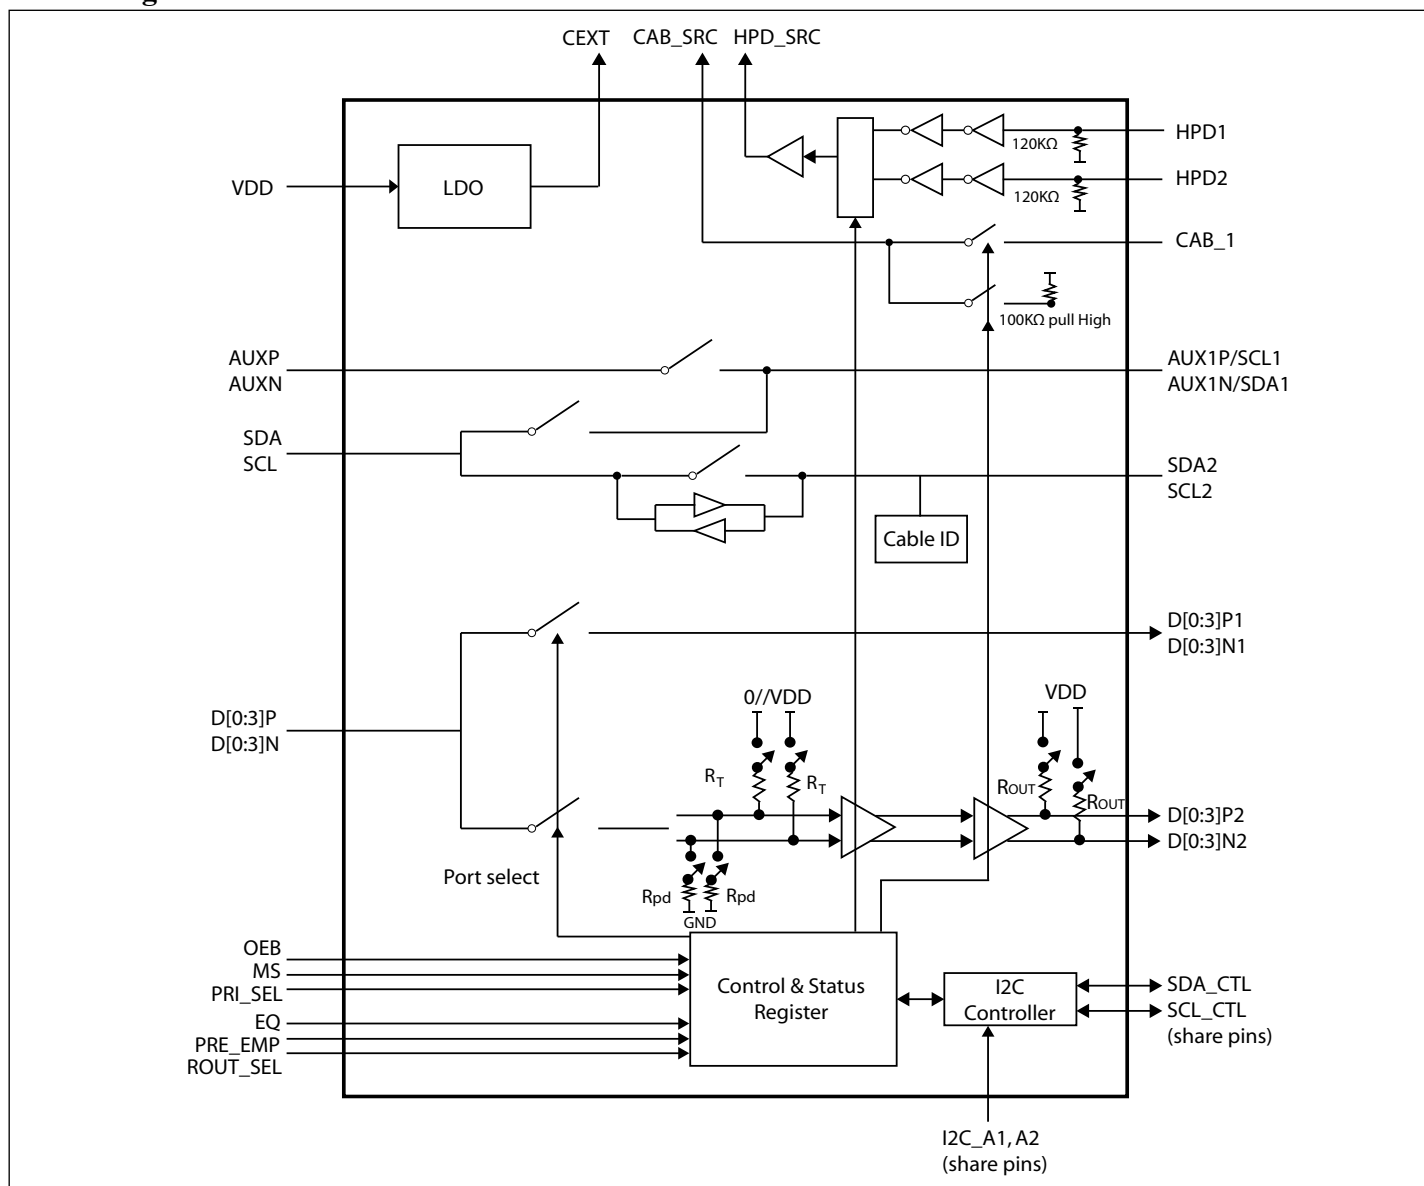 g
CEXT
CAB_SRC
HPD_SRC
HPD1
120KΩ
HPD2
120KΩ
VDD
LDO
CAB_1
100KΩ pull High
AUXP
AUXN
AUX1P/SCL1
AUX1N/SDA1
SDA
SCL
SDA2
SCL2
Cable ID
D[0:3]P1
D[0:3]N1
D[0:3]P
D[0:3]N
0//VDD
VDD
RT
RT
ROUT
ROUT
D[0:3]P2
D[0:3]N2
Port select
Rpd
Rpd
GND
OEB
MS
PRI_SEL
EQ
PRE_EMP
ROUT_SEL
Control & Status
Register
I2C
Controller
SDA_CTL
SCL_CTL
(share pins)
I2C_A1, A2
(share pins)